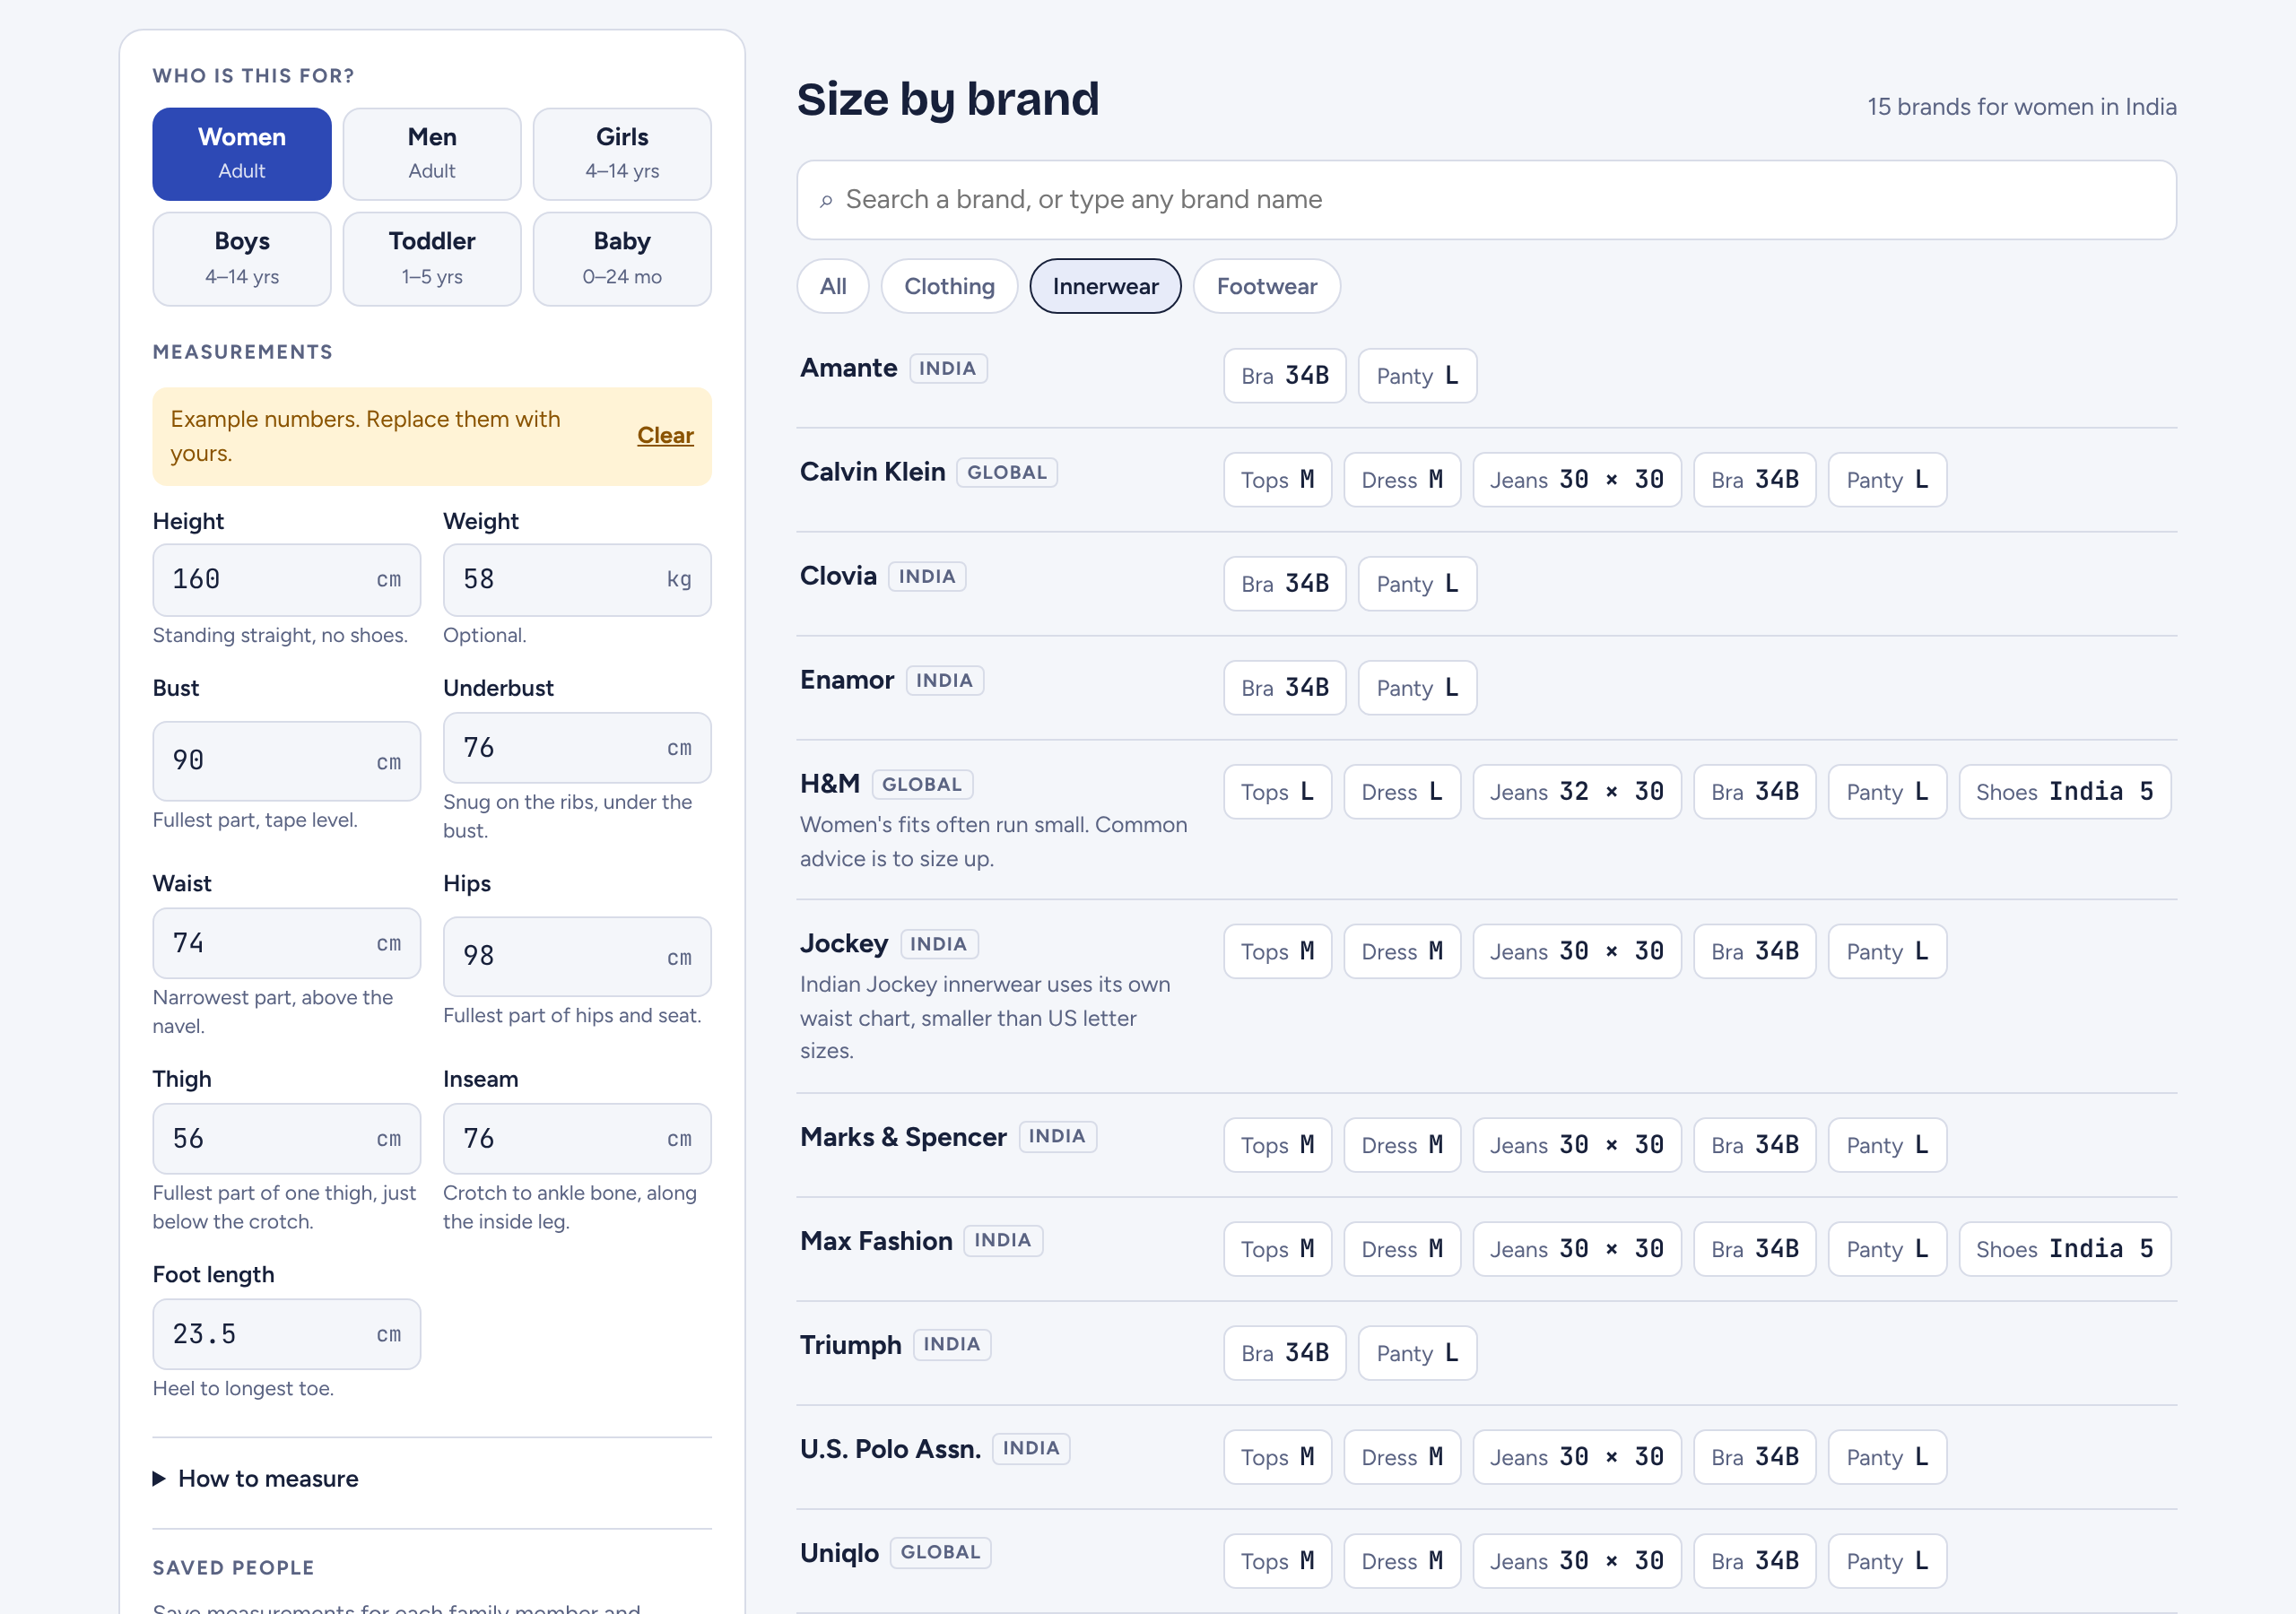 WHO IS THIS FOR?
Women
Adult
Men
Adult
Girls
4–14 yrs
Boys
4–14 yrs
Toddler
1–5 yrs
Baby
0–24 mo
MEASUREMENTS
Example numbers. Replace them with
yours.
Clear
Height
160 cm
Standing straight, no shoes.
Weight
58 kg
Optional.
Bust
90 cm
Fullest part, tape level.
Underbust
76 cm
Snug on the ribs, under the
bust.
Waist
74 cm
Narrowest part, above the
navel.
Hips
98 cm
Fullest part of hips and seat.
Thigh
56 cm
Fullest part of one thigh, just
below the crotch.
Inseam
76 cm
Crotch to ankle bone, along
the inside leg.
Foot length
23.5 cm
Heel to longest toe.
How to measure
SAVED PEOPLE
Save measurements for each family member and
Size by brand
15 brands for women in India
Search a brand, or type any brand name
All Clothing Innerwear Footwear
Amante INDIA
Bra 34B Panty L
Calvin Klein GLOBAL
Tops M Dress M Jeans 30 × 30 Bra 34B Panty L
Clovia INDIA
Bra 34B Panty L
Enamor INDIA
Bra 34B Panty L
H&M GLOBAL
Women's fits often run small. Common
advice is to size up.
Tops L Dress L Jeans 32 × 30 Bra 34B Panty L Shoes India 5
Jockey INDIA
Indian Jockey innerwear uses its own
waist chart, smaller than US letter
sizes.
Tops M Dress M Jeans 30 × 30 Bra 34B Panty L
Marks & Spencer INDIA
Tops M Dress M Jeans 30 × 30 Bra 34B Panty L
Max Fashion INDIA
Tops M Dress M Jeans 30 × 30 Bra 34B Panty L Shoes India 5
Triumph INDIA
Bra 34B Panty L
U.S. Polo Assn. INDIA
Tops M Dress M Jeans 30 × 30 Bra 34B Panty L
Uniqlo GLOBAL
Tops M Dress M Jeans 30 × 30 Bra 34B Panty L